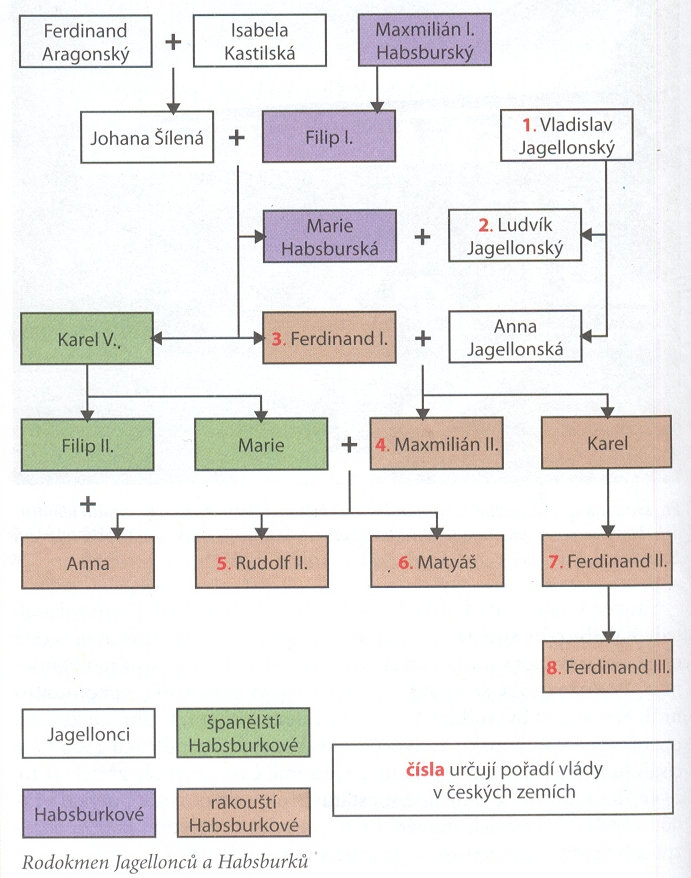 Ferdinand
Aragonský
+
Isabela
Kastilská
Maxmilián I.
Habsburský
Johana Šílená
+
Filip I.
1. Vladislav
Jagellonský
Marie
Habsburská
+
2. Ludvík
Jagellonský
Karel V.
3. Ferdinand I.
+
Anna
Jagellonská
Filip II.
Marie
+
4. Maxmilián II.
Karel
+
Anna
5. Rudolf II.
6. Matyáš
7. Ferdinand II.
8. Ferdinand III.
Jagellonci
španělští
Habsburkové
Habsburkové
rakouští
Habsburkové
čísla určují pořadí vlády
v českých zemích
Rodokmen Jagellonců a Habsburků